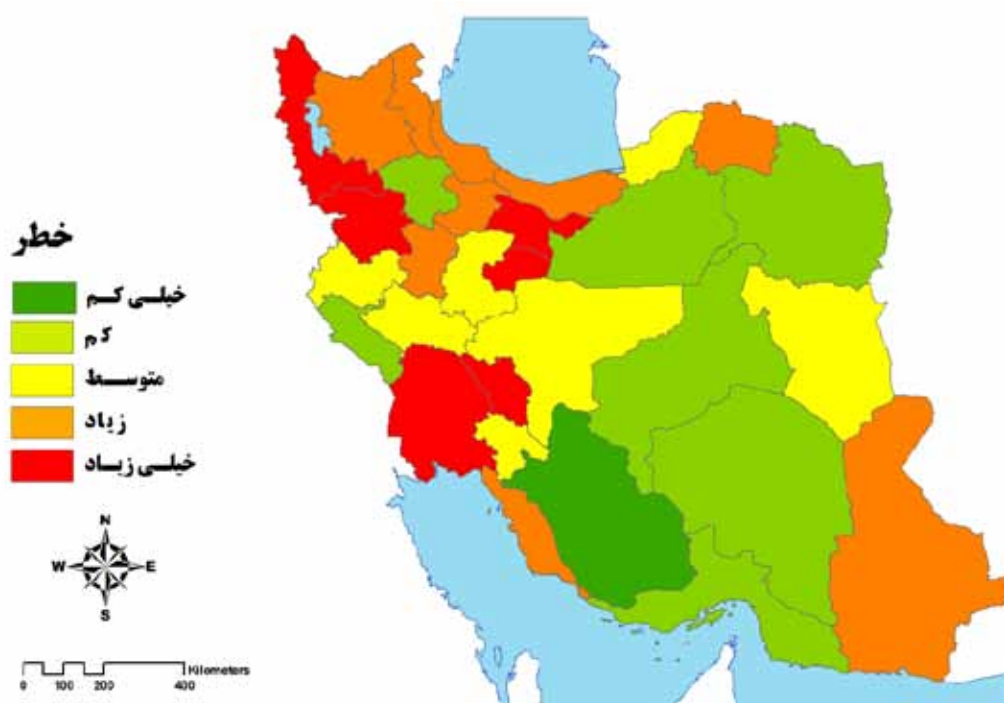 خطر
خیلی کم
کم
متوسط
زیاد
خیلی زیاد
N
W E
S
Kilometers
0 100 200 400